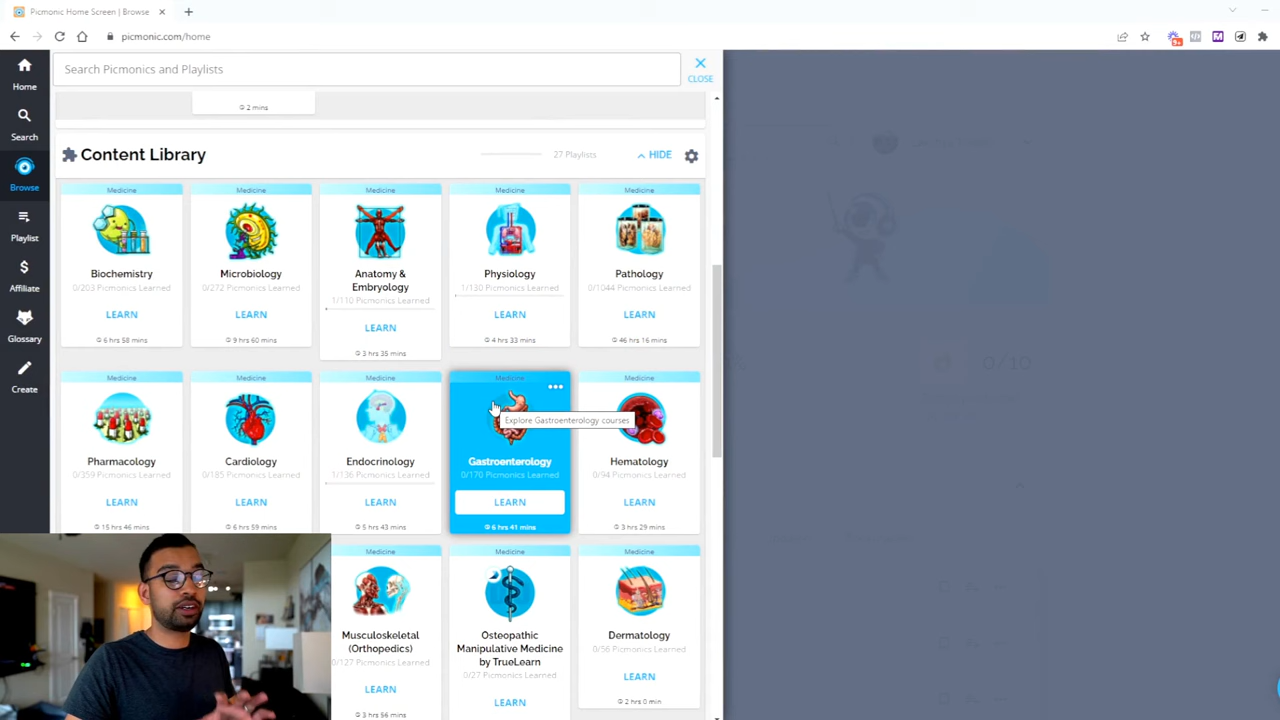 Picmonic Home Screen | Browse
picmonic.com/home
9+
Home
Search
Browse
Playlist
Affiliate
Glossary
Create
Search Picmonics and Playlists
CLOSE
2 mins
Content Library
27 Playlists
HIDE
Medicine
Biochemistry
0/203 Picmonics Learned
LEARN
6 hrs 58 mins
Medicine
Microbiology
0/272 Picmonics Learned
LEARN
9 hrs 60 mins
Medicine
Anatomy &
Embryology
1/110 Picmonics Learned
LEARN
3 hrs 35 mins
Medicine
Physiology
1/130 Picmonics Learned
LEARN
4 hrs 33 mins
Medicine
Pathology
0/1044 Picmonics Learned
LEARN
46 hrs 16 mins
Medicine
Pharmacology
0/359 Picmonics Learned
LEARN
15 hrs 46 mins
Medicine
Cardiology
0/185 Picmonics Learned
LEARN
6 hrs 59 mins
Medicine
Endocrinology
1/136 Picmonics Learned
LEARN
5 hrs 43 mins
Medicine
Explore Gastroenterology courses
Gastroenterology
0/170 Picmonics Learned
LEARN
6 hrs 41 mins
Medicine
Hematology
0/94 Picmonics Learned
LEARN
3 hrs 29 mins
Medicine
Musculoskeletal
(Orthopedics)
0/127 Picmonics Learned
LEARN
3 hrs 56 mins
Medicine
Osteopathic
Manipulative Medicine
by TrueLearn
0/27 Picmonics Learned
LEARN
Medicine
Dermatology
0/56 Picmonics Learned
LEARN
2 hrs 0 min
0/10